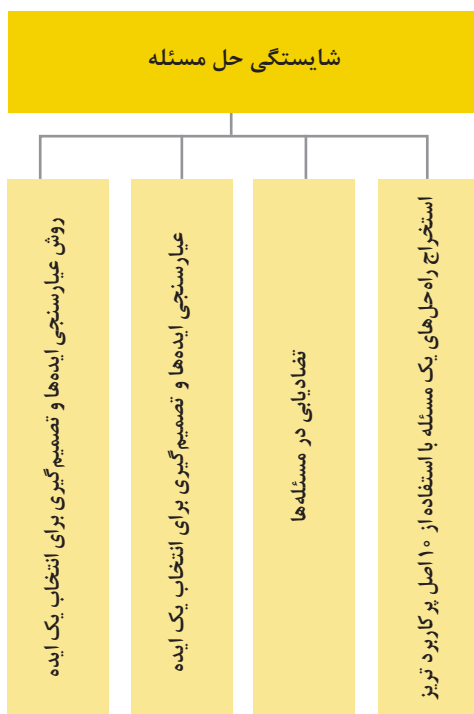 شایستگی حل مسئله
استخراج راه‌حل‌های یک مسئله با استفاده از ۱۰ اصل پرکاربرد تریز
تضادیابی در مسئله‌ها
عیارسنجی ایده‌ها و تصمیم‌گیری برای انتخاب یک ایده
روش عیارسنجی ایده‌ها و تصمیم‌گیری برای انتخاب یک ایده